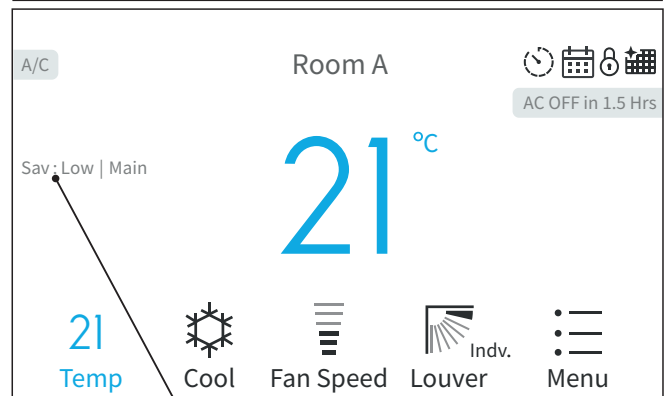 A/C
Room A
AC OFF in 1.5 Hrs
21 °C
Sav:Low | Main
21
Indv.
Temp Cool Fan Speed Louver Menu